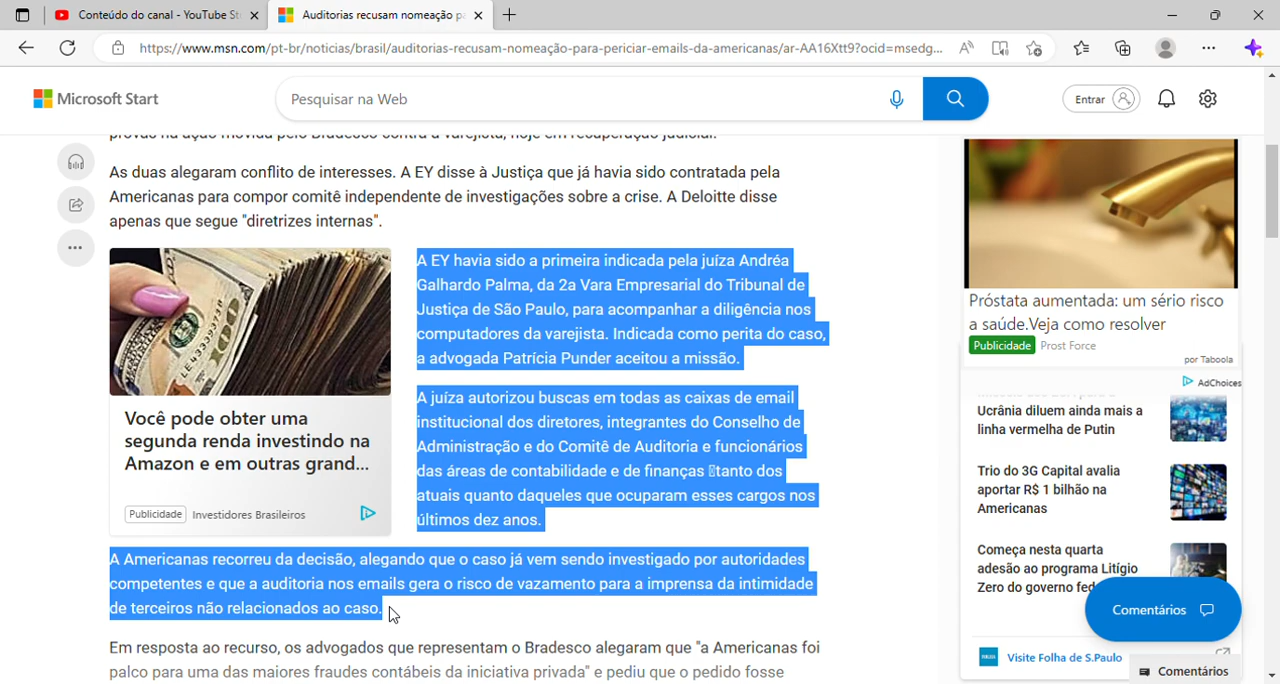 Conteúdo do canal - YouTube St
Auditorias recusam nomeação pa
https://www.msn.com/pt-br/noticias/brasil/auditorias-recusam-nomeação-para-periciar-emails-da-americanas/ar-AA16Xtt9?ocid=msedg...
Microsoft Start
Pesquisar na Web
Entrar
provas na ação movida pelo Bradesco contra a varejista, hoje em recuperação judicial.
As duas alegaram conflito de interesses. A EY disse à Justiça que já havia sido contratada pela
Americanas para compor comitê independente de investigações sobre a crise. A Deloitte disse
apenas que segue "diretrizes internas".
A EY havia sido a primeira indicada pela juíza Andréa
Galhardo Palma, da 2a Vara Empresarial do Tribunal de
Justiça de São Paulo, para acompanhar a diligência nos
computadores da varejista. Indicada como perita do caso,
a advogada Patrícia Punder aceitou a missão.
A juíza autorizou buscas em todas as caixas de email
institucional dos diretores, integrantes do Conselho de
Administração e do Comitê de Auditoria e funcionários
das áreas de contabilidade e de finanças tanto dos
atuais quanto daqueles que ocuparam esses cargos nos
últimos dez anos.
Você pode obter uma
segunda renda investindo na
Amazon e em outras grand...
Publicidade Investidores Brasileiros
A Americanas recorreu da decisão, alegando que o caso já vem sendo investigado por autoridades
competentes e que a auditoria nos emails gera o risco de vazamento para a imprensa da intimidade
de terceiros não relacionados ao caso.
Em resposta ao recurso, os advogados que representam o Bradesco alegaram que "a Americanas foi
palco para uma das maiores fraudes contábeis da iniciativa privada" e pediu que o pedido fosse
Próstata aumentada: um sério risco
a saúde.Veja como resolver
Publicidade Prost Force
por Taboola
AdChoices
Ucrânia diluem ainda mais a
linha vermelha de Putin
Trio do 3G Capital avalia
aportar R$ 1 bilhão na
Americanas
Começa nesta quarta
adesão ao programa Litígio
Zero do governo fed
Comentários
Visite Folha de S.Paulo
Comentários